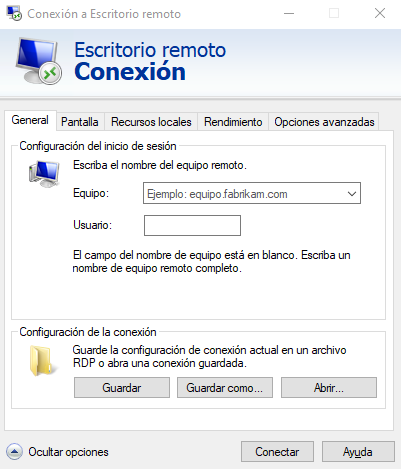 Conexión a Escritorio remoto
Escritorio remoto
Conexión
General Pantalla Recursos locales Rendimiento Opciones avanzadas
Configuración del inicio de sesión
Escriba el nombre del equipo remoto.
Equipo: Ejemplo: equipo.fabrikam.com
Usuario:
El campo del nombre de equipo está en blanco. Escriba un
nombre de equipo remoto completo.
Configuración de la conexión
Guarde la configuración de conexión actual en un archivo
RDP o abra una conexión guardada.
Guardar Guardar como... Abrir...
Ocultar opciones Conectar Ayuda